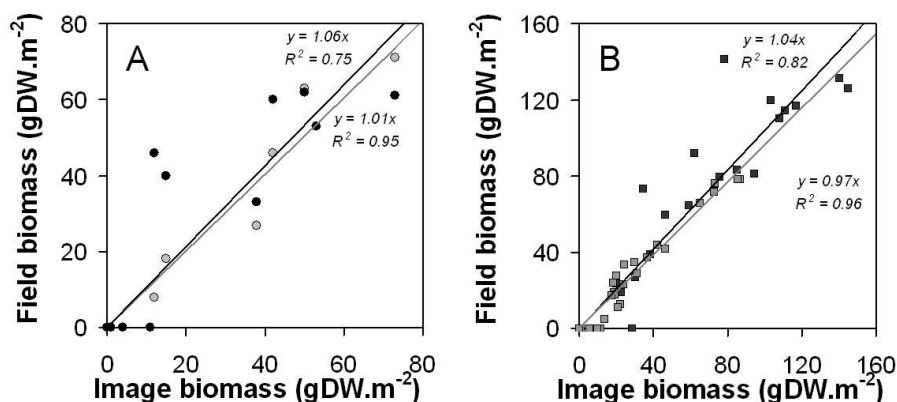 A
80
60
40
20
0
Field biomass (gDW.m⁻²)
y = 1.06x
R² = 0.75
y = 1.01x
R² = 0.95
0 20 40 60 80
Image biomass (gDW.m⁻²)
B
160
120
80
40
0
Field biomass (gDW.m⁻²)
y = 1.04x
R² = 0.82
y = 0.97x
R² = 0.96
0 40 80 120 160
Image biomass (gDW.m⁻²)